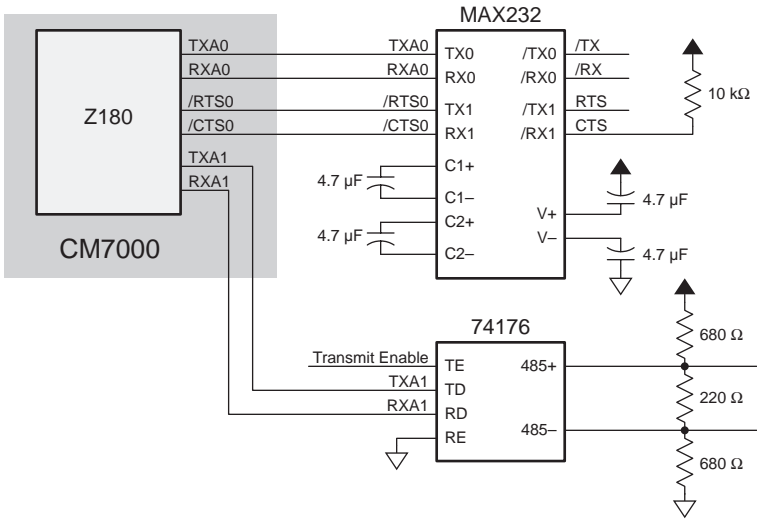 MAX232
TXA0 TXA0 TX0 /TX0 /TX
RXA0 RXA0 RX0 /RX0 /RX
10 kΩ
/RTS0 /RTS0 TX1 /TX1 RTS
Z180
/CTS0 /CTS0 RX1 /RX1 CTS
TXA1 C1+
4.7 µF
RXA1 C1– 4.7 µF
C2+ V+
4.7 µF V–
CM7000 C2– 4.7 µF
74176
680 Ω
Transmit Enable TE 485+
TXA1 TD
220 Ω
RXA1 RD
RE 485–
680 Ω